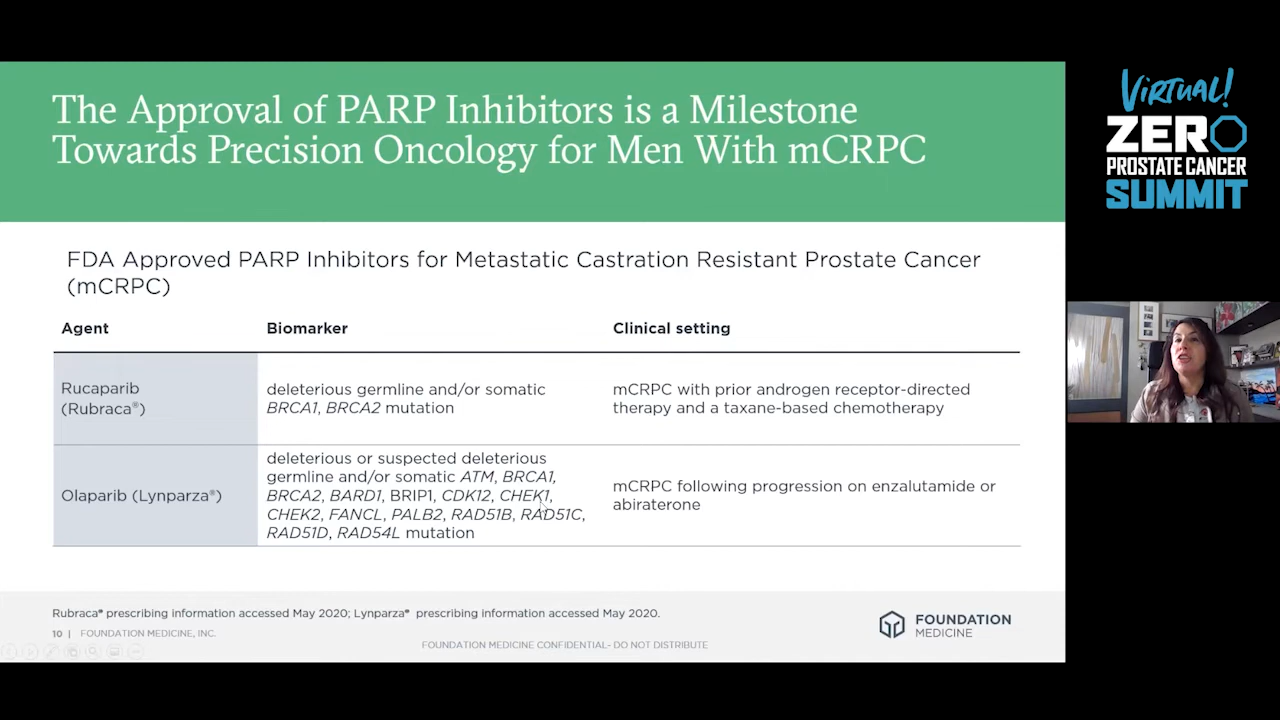 The Approval of PARP Inhibitors is a Milestone
Towards Precision Oncology for Men With mCRPC
FDA Approved PARP Inhibitors for Metastatic Castration Resistant Prostate Cancer
(mCRPC)
Agent Biomarker Clinical setting
Rucaparib
(Rubraca®)
deleterious germline and/or somatic
BRCA1, BRCA2 mutation
mCRPC with prior androgen receptor-directed
therapy and a taxane-based chemotherapy
Olaparib (Lynparza®)
deleterious or suspected deleterious
germline and/or somatic ATM, BRCA1,
BRCA2, BARD1, BRIP1, CDK12, CHEK1,
CHEK2, FANCL, PALB2, RAD51B, RAD51C,
RAD51D, RAD54L mutation
mCRPC following progression on enzalutamide or
abiraterone
Rubraca® prescribing information accessed May 2020; Lynparza® prescribing information accessed May 2020.
10 | FOUNDATION MEDICINE, INC.
FOUNDATION MEDICINE CONFIDENTIAL- DO NOT DISTRIBUTE
FOUNDATION
MEDICINE
VIRTUAL!
ZERO
PROSTATE CANCER
SUMMIT